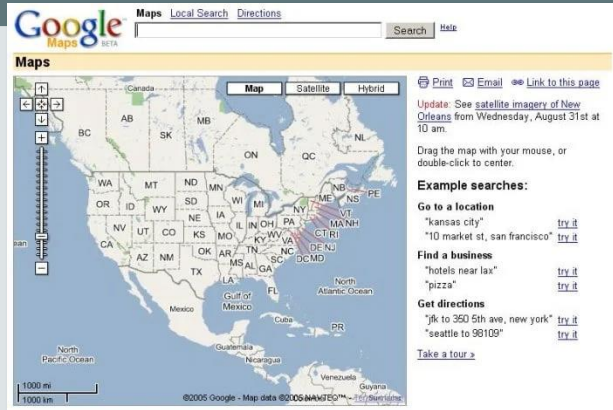 Google
Maps BETA
Maps Local Search Directions
Search Help
Maps
Map Satellite Hybrid
Canada
AB
MB
BC
SK
NL
ON
QC
NB
PE
NS
WA
MT
ND
MN
ME
OR
ID
WY
SD
WI
MI
NY
VT
MA NH
NV
UT
CO
NE
IA
IL IN OH
PA
CT RI
CA
KS
MO
KY
WV
VA
DE NJ
AZ
NM
OK
AR
TN
NC
DC MD
TX
MS
AL
GA
SC
LA
FL
North
Atlantic Ocean
Gulf of
Mexico
Mexico
Cuba
PR
Guatemala
Nicaragua
North
Pacific Ocean
Venezuela
Guyana
1000 mi
1000 km
©2005 Google - Map data ©2005 NAVTEQ™ - Terms of Use
Print Email Link to this page
Update: See satellite imagery of New
Orleans from Wednesday, August 31st at
10 am.
Drag the map with your mouse, or
double-click to center.
Example searches:
Go to a location
"kansas city" try it
"10 market st, san francisco" try it
Find a business
"hotels near lax" try it
"pizza" try it
Get directions
"jfk to 350 5th ave, new york" try it
"seattle to 98109" try it
Take a tour »